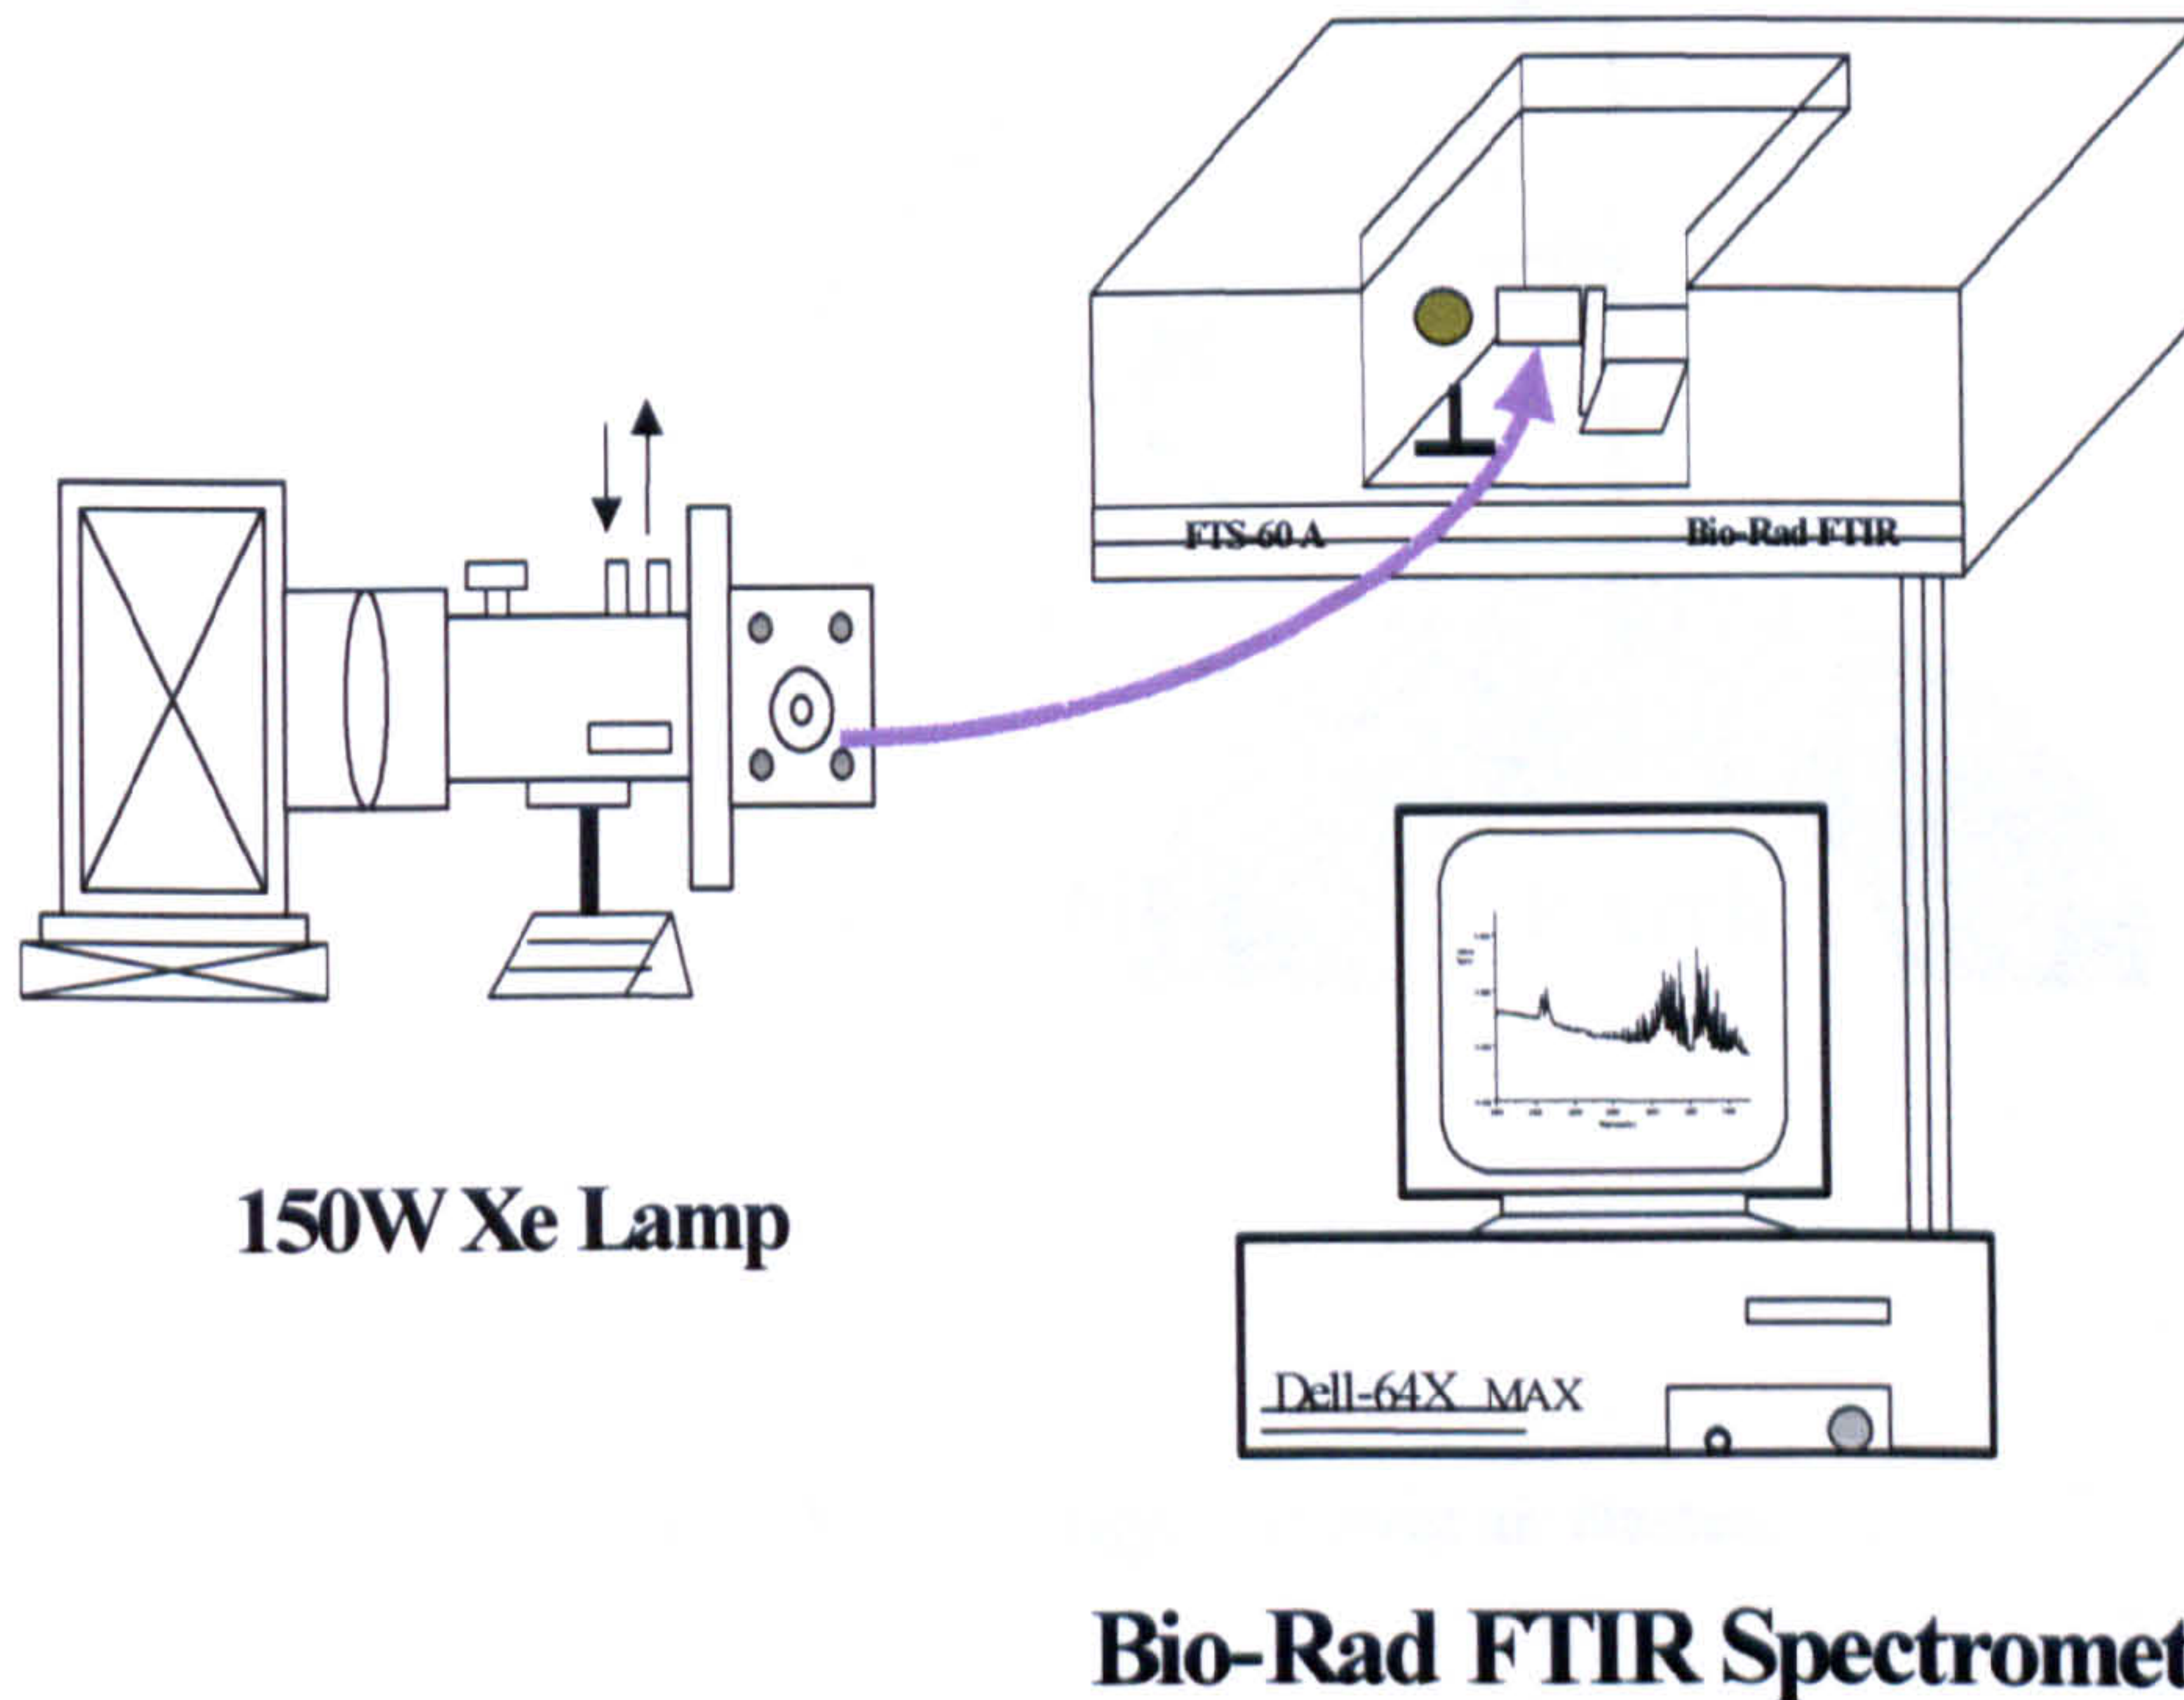 FTS-60 A
Bio-Rad FTIR
150W Xe Lamp
Dell-64X MAX
Bio-Rad FTIR Spectromet